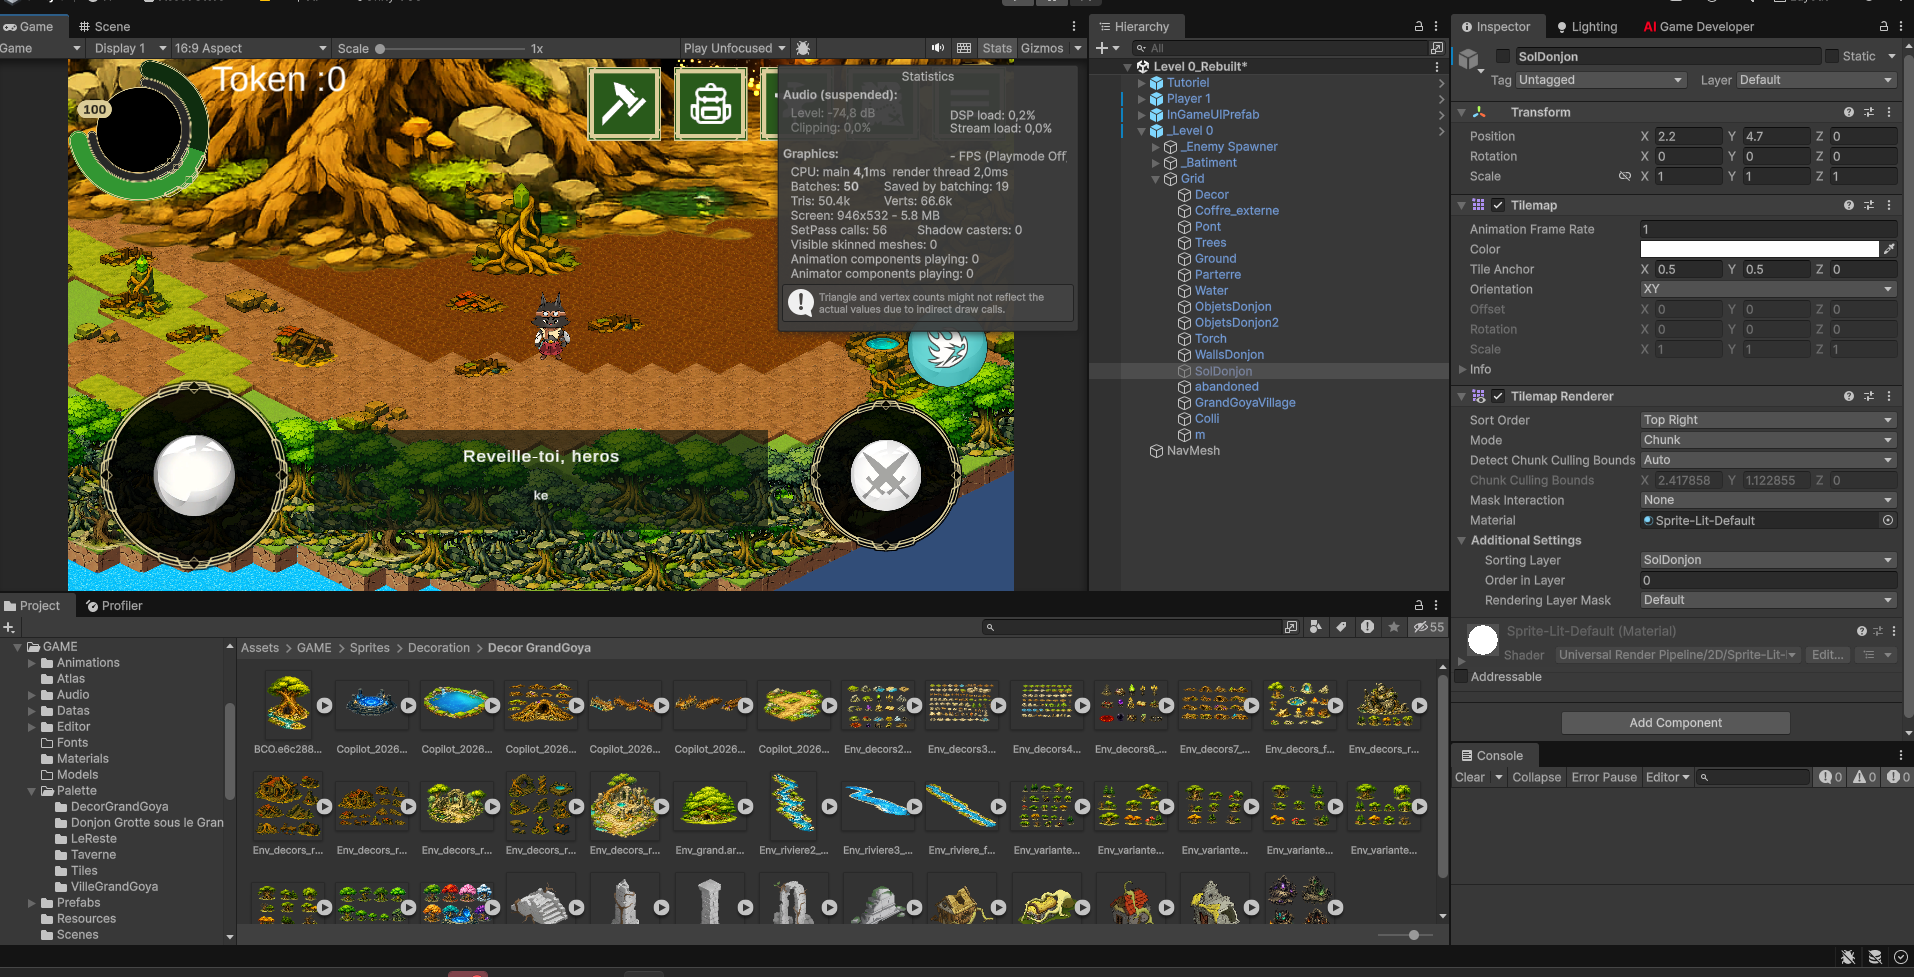 Game
Scene
Game
Display 1
16:9 Aspect
Scale
1x
Play Unfocused
Stats
Gizmos
Token :0
100
Statistics
Audio (suspended):
Level: -74,8 dB
DSP load: 0,2%
Clipping: 0,0%
Stream load: 0,0%
Graphics:
- FPS (Playmode Off
CPU: main 4,1ms render thread 2,0ms
Batches: 50 Saved by batching: 19
Tris: 50.4k Verts: 66.6k
Screen: 946x532 - 5.8 MB
SetPass calls: 56 Shadow casters: 0
Visible skinned meshes: 0
Animation components playing: 0
Animator components playing: 0
Triangle and vertex counts might not reflect the
actual values due to indirect draw calls.
Reveille-toi, heros
ke
Hierarchy
All
Level 0_Rebuilt*
Tutoriel
Player 1
InGameUIPrefab
_Level 0
_Enemy Spawner
_Batiment
Grid
Decor
Coffre_externe
Pont
Trees
Ground
Parterre
Water
ObjetsDonjon
ObjetsDonjon2
Torch
WallsDonjon
SolDonjon
abandoned
GrandGoyaVillage
Colli
m
NavMesh
Inspector
Lighting
AI Game Developer
SolDonjon
Static
Tag Untagged
Layer Default
Transform
Position X 2.2 Y 4.7 Z 0
Rotation X 0 Y 0 Z 0
Scale X 1 Y 1 Z 1
Tilemap
Animation Frame Rate 1
Color
Tile Anchor X 0.5 Y 0.5 Z 0
Orientation XY
Offset X 0 Y 0 Z 0
Rotation X 0 Y 0 Z 0
Scale X 1 Y 1 Z 1
Info
Tilemap Renderer
Sort Order Top Right
Mode Chunk
Detect Chunk Culling Bounds Auto
Chunk Culling Bounds X 2.417858 Y 1.122855 Z 0
Mask Interaction None
Material Sprite-Lit-Default
Additional Settings
Sorting Layer SolDonjon
Order in Layer 0
Rendering Layer Mask Default
Sprite-Lit-Default (Material)
Shader Universal Render Pipeline/2D/Sprite-Lit- Edit...
Addressable
Add Component
Console
Clear Collapse Error Pause Editor 0 0 0
Project
Profiler
55
GAME
Animations
Atlas
Audio
Datas
Editor
Fonts
Materials
Models
Palette
DecorGrandGoya
Donjon Grotte sous le Gran
LeReste
Taverne
Tiles
VilleGrandGoya
Prefabs
Resources
Scenes
Assets > GAME > Sprites > Decoration > Decor GrandGoya
BCO.e6c288... Copilot_2026... Copilot_2026... Copilot_2026... Copilot_2026... Copilot_2026... Copilot_2026... Env_decors2... Env_decors3... Env_decors4... Env_decors6_... Env_decors7_... Env_decors_f... Env_decors_r...
Env_decors_r... Env_decors_r... Env_decors_r... Env_decors_r... Env_decors_r... Env_grand.ar... Env_riviere2_... Env_riviere3_... Env_riviere_f... Env_variante... Env_variante... Env_variante... Env_variante... Env_variante...